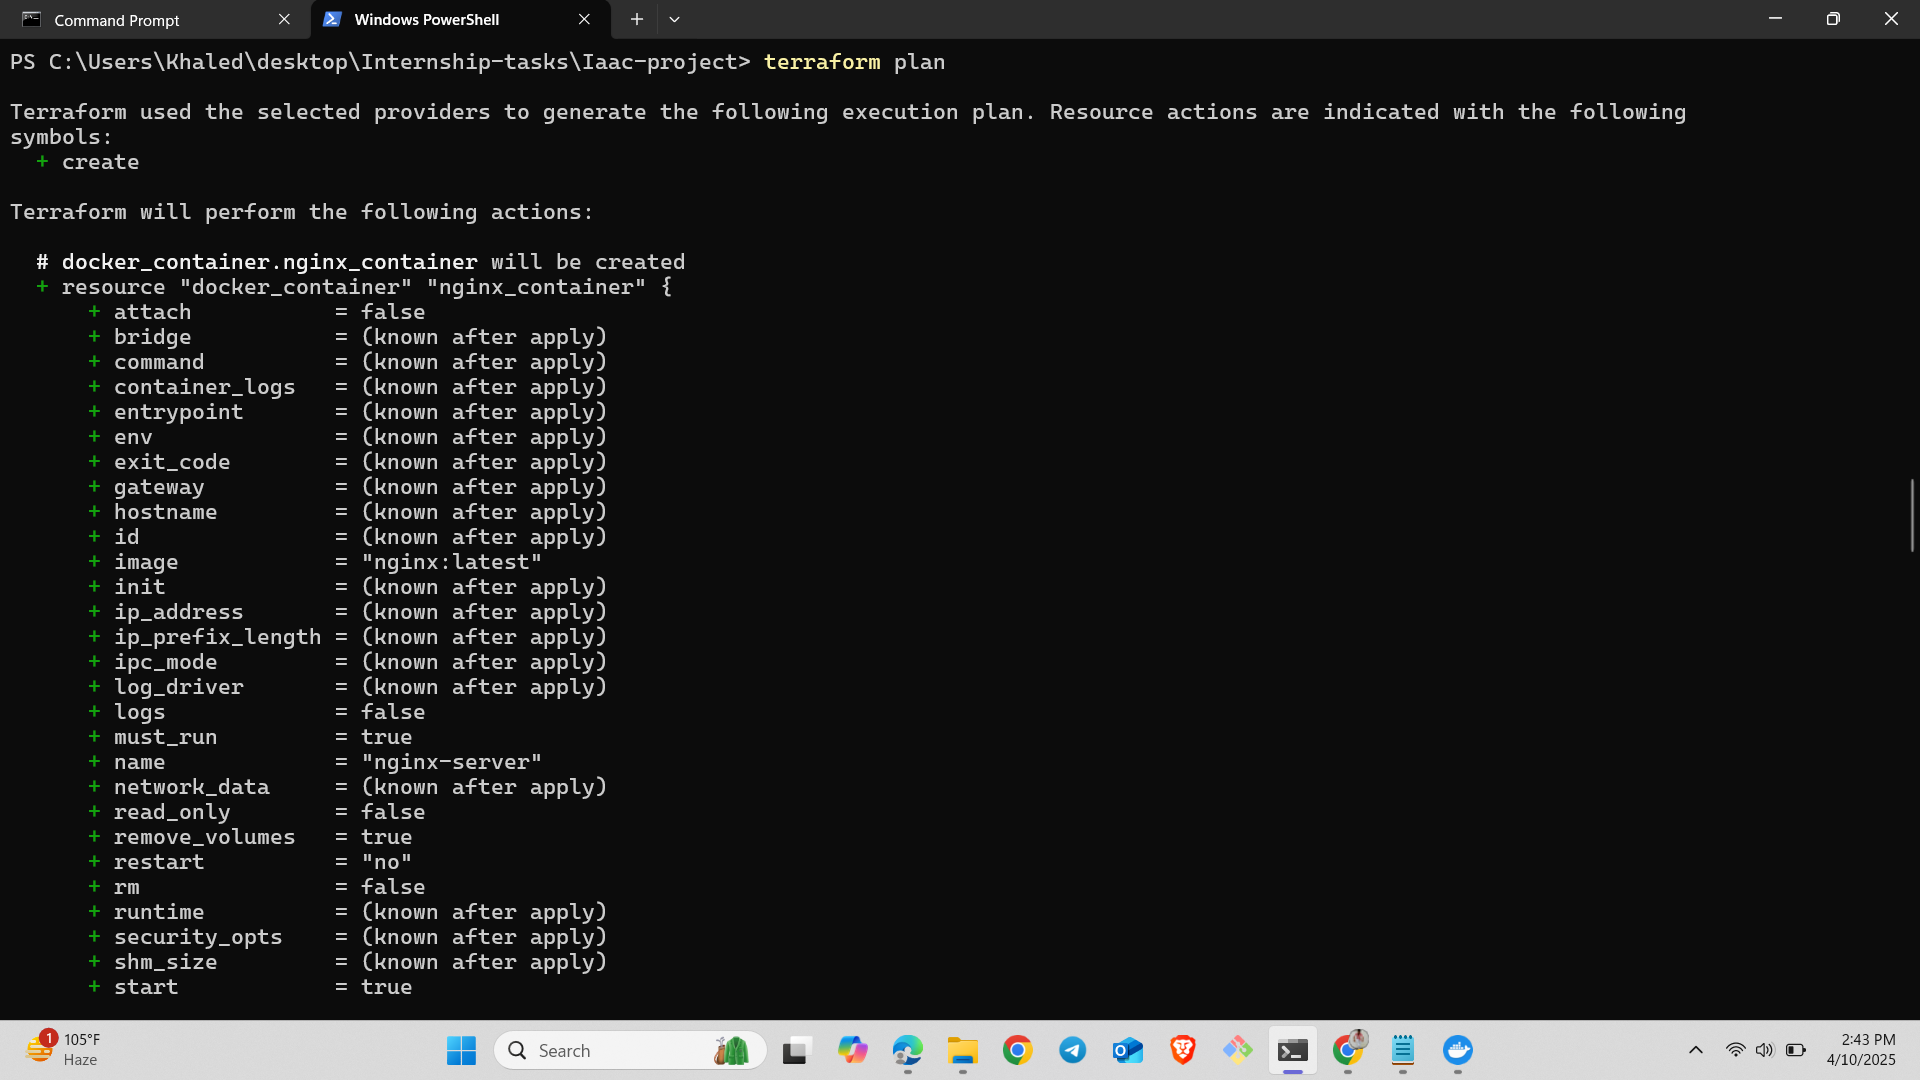 Command Prompt
Windows PowerShell
PS C:\Users\Khaled\desktop\Internship-tasks\Iaac-project> terraform plan
Terraform used the selected providers to generate the following execution plan. Resource actions are indicated with the following
symbols:
+ create
Terraform will perform the following actions:
# docker_container.nginx_container will be created
+ resource "docker_container" "nginx_container" {
+ attach = false
+ bridge = (known after apply)
+ command = (known after apply)
+ container_logs = (known after apply)
+ entrypoint = (known after apply)
+ env = (known after apply)
+ exit_code = (known after apply)
+ gateway = (known after apply)
+ hostname = (known after apply)
+ id = (known after apply)
+ image = "nginx:latest"
+ init = (known after apply)
+ ip_address = (known after apply)
+ ip_prefix_length = (known after apply)
+ ipc_mode = (known after apply)
+ log_driver = (known after apply)
+ logs = false
+ must_run = true
+ name = "nginx-server"
+ network_data = (known after apply)
+ read_only = false
+ remove_volumes = true
+ restart = "no"
+ rm = false
+ runtime = (known after apply)
+ security_opts = (known after apply)
+ shm_size = (known after apply)
+ start = true
1
105°F
Haze
Search
2:43 PM
4/10/2025